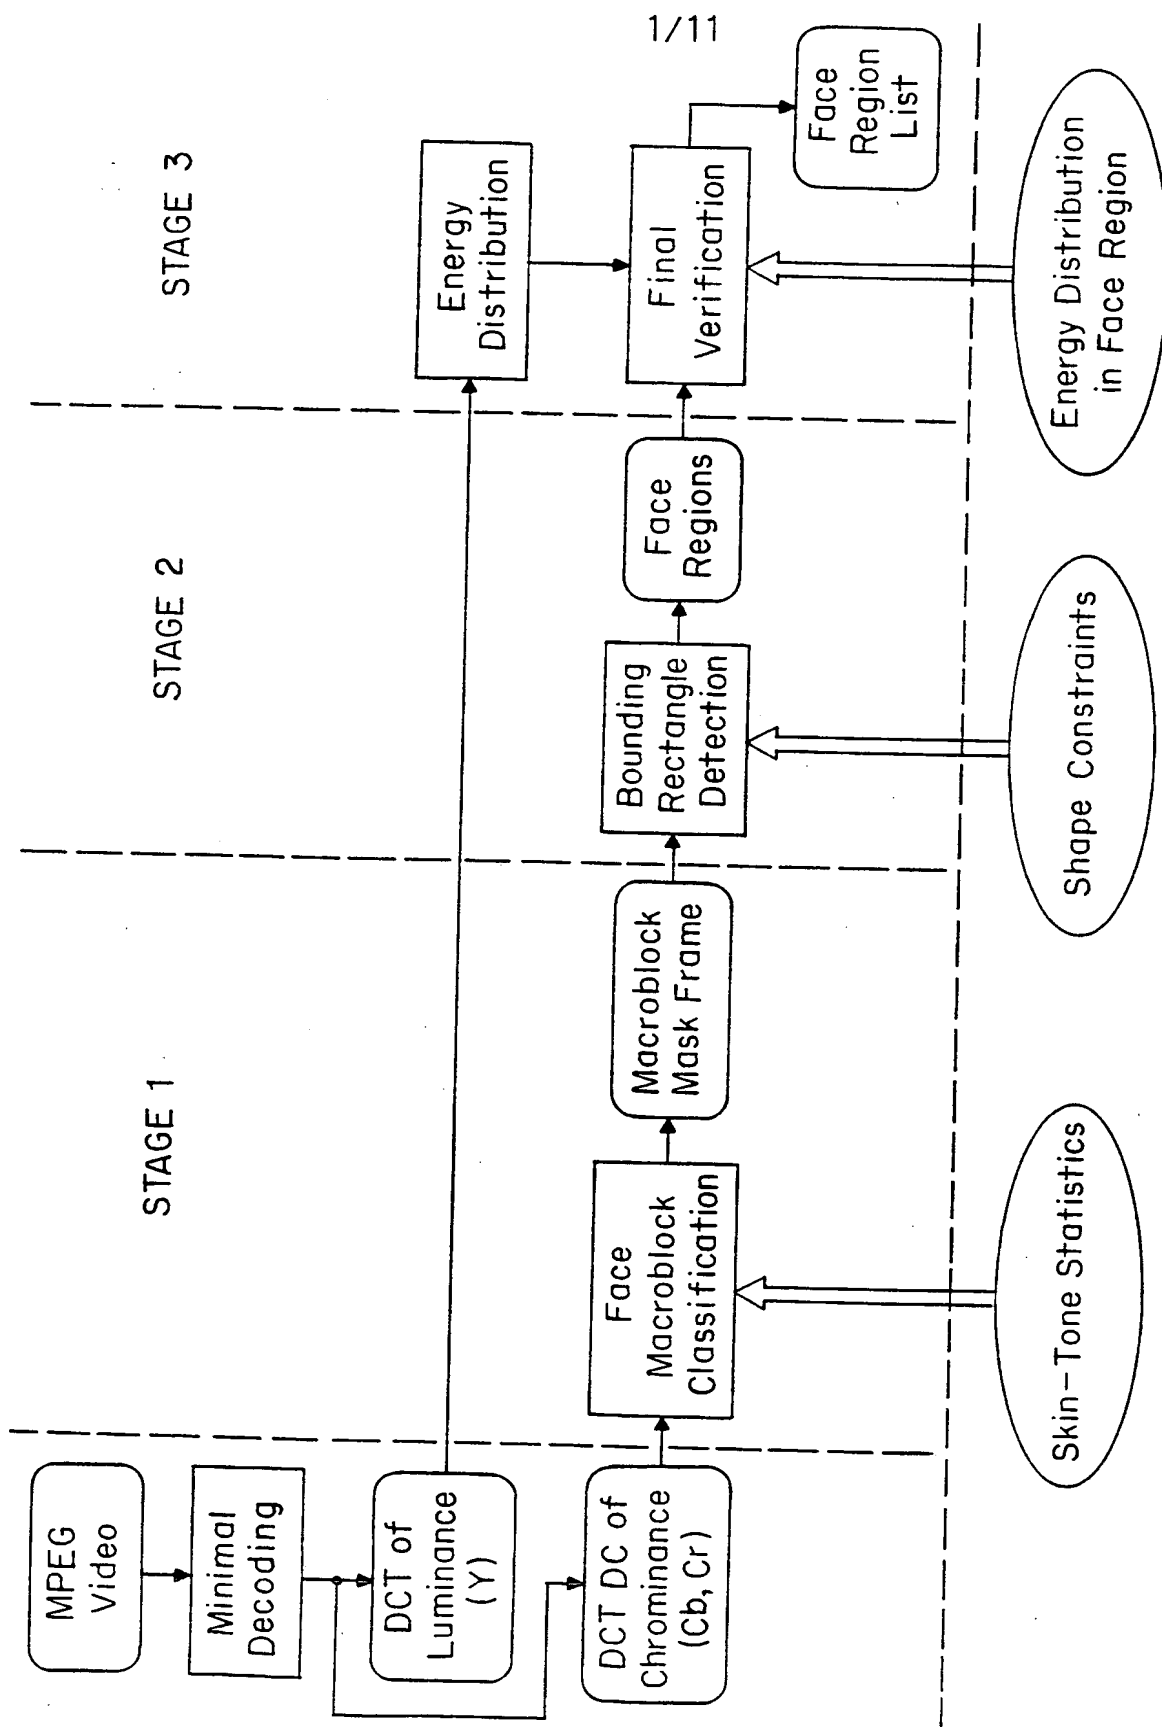 1/11
STAGE 1
STAGE 2
STAGE 3
MPEG
Video
Minimal
Decoding
DCT of
Luminance
(Y)
DCT DC of
Chrominance
(Cb, Cr)
Face
Macroblock
Classification
Macroblock
Mask Frame
Bounding
Rectangle
Detection
Face
Regions
Energy
Distribution
Final
Verification
Face
Region
List
Skin-Tone Statistics
Shape Constraints
Energy Distribution
in Face Region